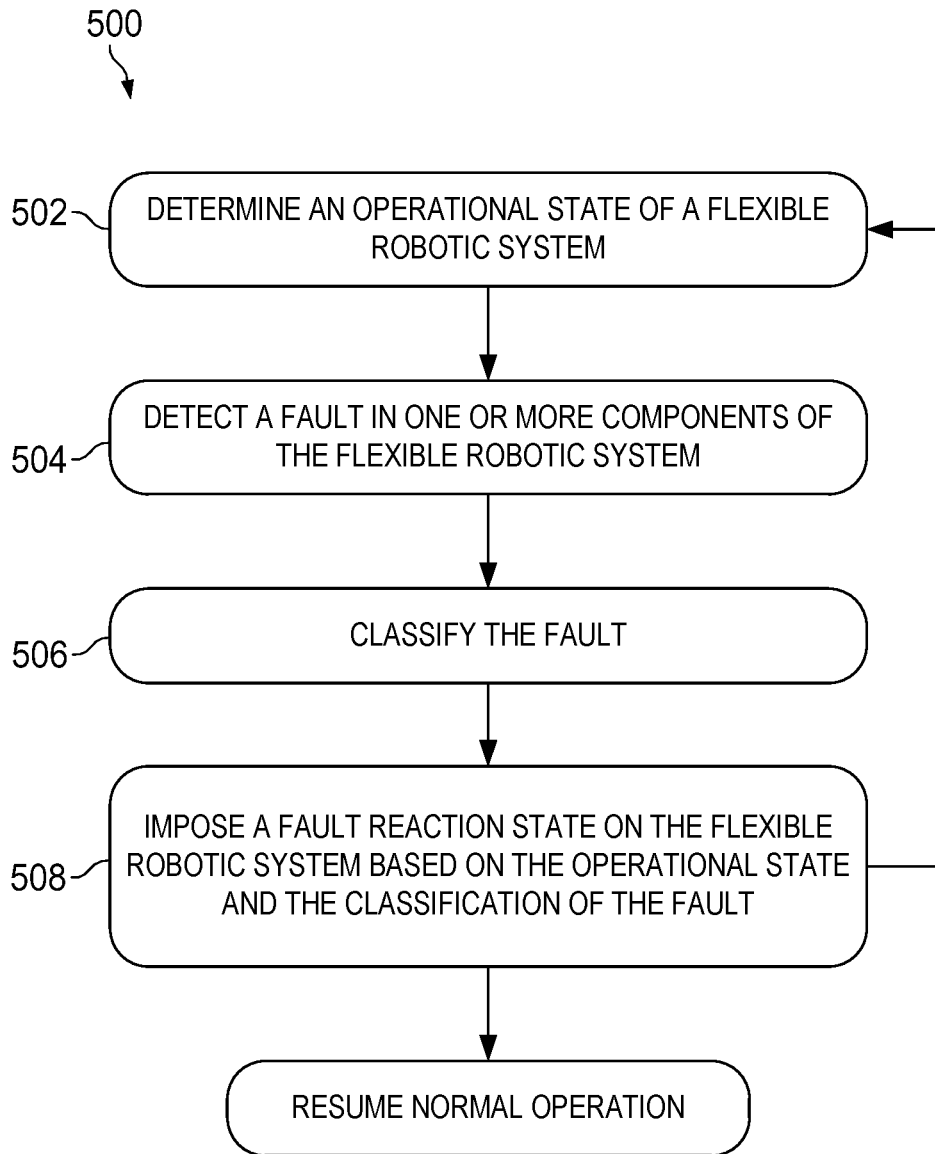 500
502
DETERMINE AN OPERATIONAL STATE OF A FLEXIBLE
ROBOTIC SYSTEM
504
DETECT A FAULT IN ONE OR MORE COMPONENTS OF
THE FLEXIBLE ROBOTIC SYSTEM
506
CLASSIFY THE FAULT
508
IMPOSE A FAULT REACTION STATE ON THE FLEXIBLE
ROBOTIC SYSTEM BASED ON THE OPERATIONAL STATE
AND THE CLASSIFICATION OF THE FAULT
RESUME NORMAL OPERATION